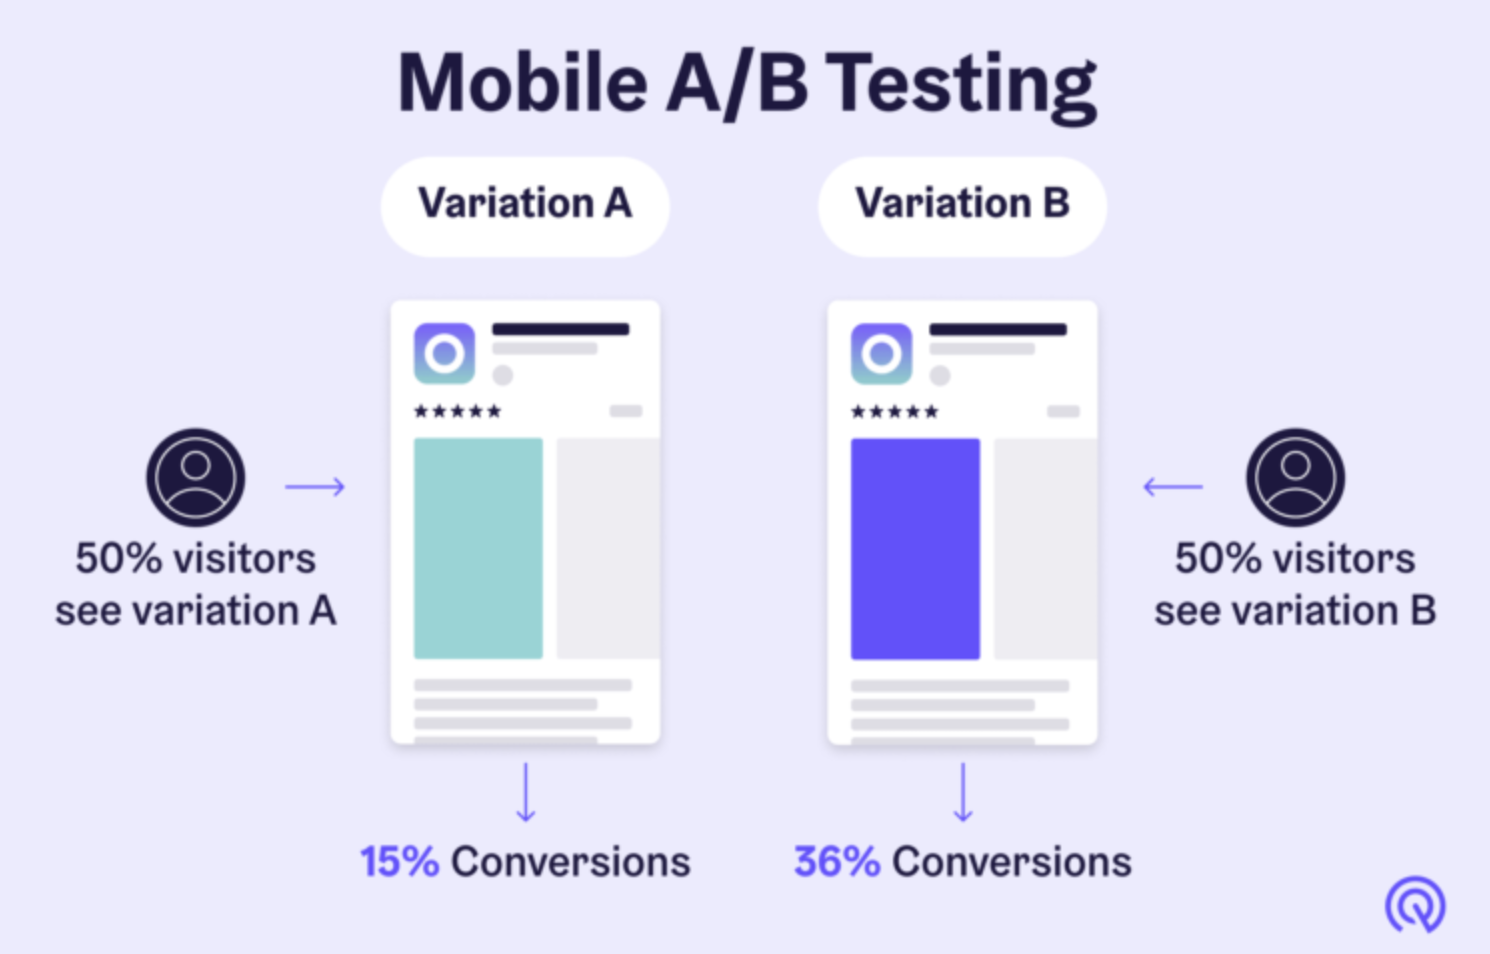 Mobile A/B Testing
Variation A
Variation B
50% visitors
see variation A
50% visitors
see variation B
15% Conversions
36% Conversions